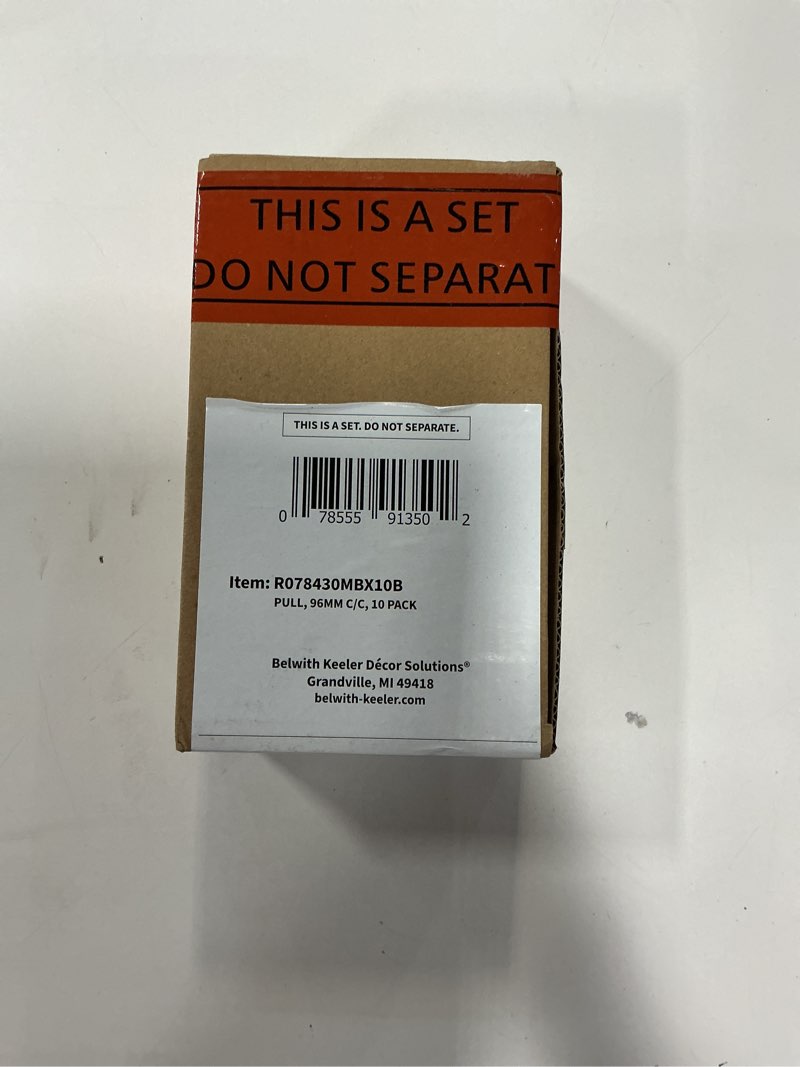 THIS IS A SET
DO NOT SEPARAT
THIS IS A SET. DO NOT SEPARATE.
0 78555 91350 2
Item: R078430MBX10B
PULL, 96MM C/C, 10 PACK
Belwith Keeler Décor Solutions®
Grandville, MI 49418
belwith-keeler.com